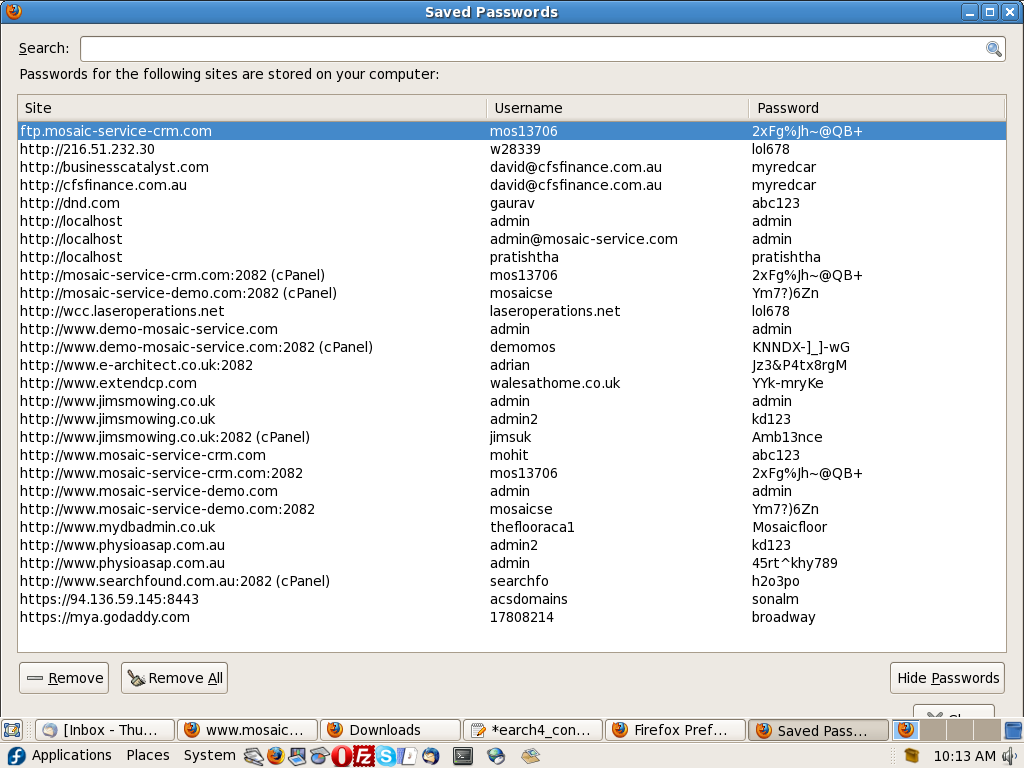 Saved Passwords
Search:
Passwords for the following sites are stored on your computer:
Site Username Password
ftp.mosaic-service-crm.com mos13706 2xFg%Jh~@QB+
http://216.51.232.30 w28339 lol678
http://businesscatalyst.com david@cfsfinance.com.au myredcar
http://cfsfinance.com.au david@cfsfinance.com.au myredcar
http://dnd.com gaurav abc123
http://localhost admin admin
http://localhost admin@mosaic-service.com admin
http://localhost pratishtha pratishtha
http://mosaic-service-crm.com:2082 (cPanel) mos13706 2xFg%Jh~@QB+
http://mosaic-service-demo.com:2082 (cPanel) mosaicse Ym7?)6Zn
http://wcc.laseroperations.net laseroperations.net lol678
http://www.demo-mosaic-service.com admin admin
http://www.demo-mosaic-service.com:2082 (cPanel) demomos KNNDX-]_]-wG
http://www.e-architect.co.uk:2082 adrian Jz3&P4tx8rgM
http://www.extendcp.com walesathome.co.uk YYk-mryKe
http://www.jimsmowing.co.uk admin admin
http://www.jimsmowing.co.uk admin2 kd123
http://www.jimsmowing.co.uk:2082 (cPanel) jimsuk Amb13nce
http://www.mosaic-service-crm.com mohit abc123
http://www.mosaic-service-crm.com:2082 mos13706 2xFg%Jh~@QB+
http://www.mosaic-service-demo.com admin admin
http://www.mosaic-service-demo.com:2082 mosaicse Ym7?)6Zn
http://www.mydbadmin.co.uk theflooraca1 Mosaicfloor
http://www.physioasap.com.au admin2 kd123
http://www.physioasap.com.au admin 45rt^khy789
http://www.searchfound.com.au:2082 (cPanel) searchfo h2o3po
https://94.136.59.145:8443 acsdomains sonalm
https://mya.godaddy.com 17808214 broadway
Remove Remove All Hide Passwords
[Inbox - Thu... www.mosaic... Downloads *earch4_con... Firefox Pref... Saved Pass...
Applications Places System 10:13 AM